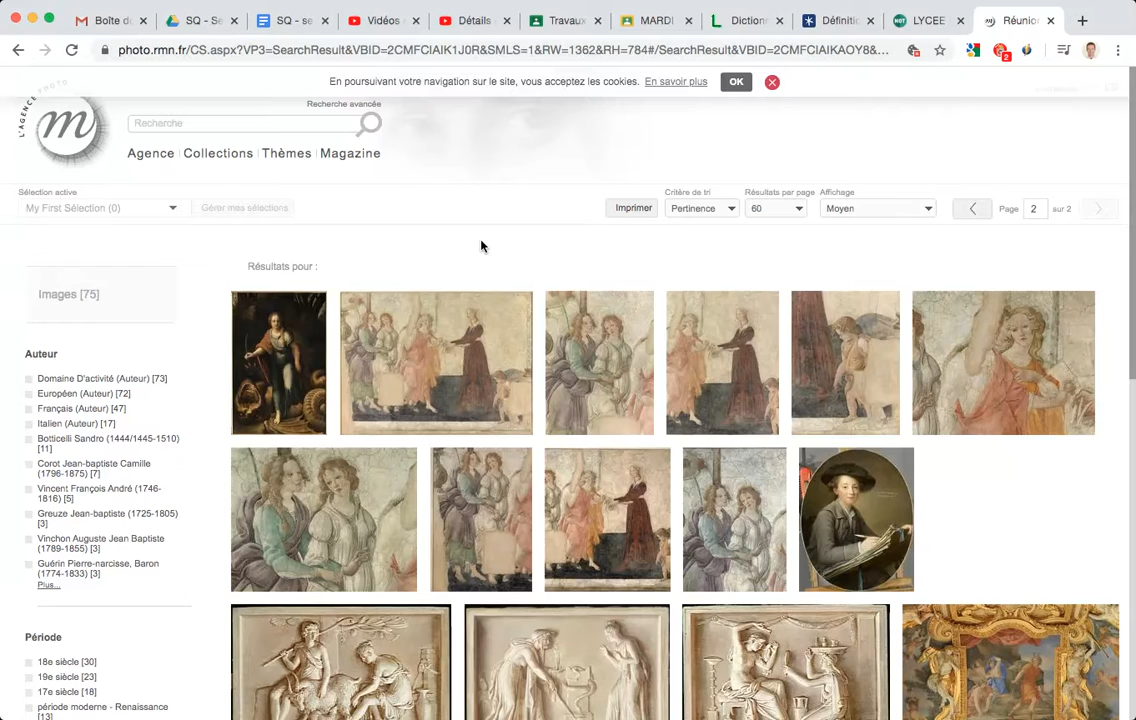 Boîte d
SQ - Se
SQ - se
Vidéos
Détails
Travaux
MARDI
Dictionr
Définiti
LYCEE
Réunio
photo.rmn.fr/CS.aspx?VP3=SearchResult&VBID=2CMFCIAIK1J0R&SMLS=1&RW=1362&RH=784#/SearchResult&VBID=2CMFCIAIKAOY8&...
En poursuivant votre navigation sur le site, vous acceptez les cookies. En savoir plus OK
L'AGENCE PHOTO
m
Recherche avancée
Recherche
Agence Collections Thèmes Magazine
Sélection active
My First Sélection (0)
Gérer mes sélections
Imprimer
Critère de tri
Pertinence
Résultats par page
60
Affichage
Moyen
Page 2 sur 2
Résultats pour :
Images [75]
Auteur
Domaine D'activité (Auteur) [73]
Européen (Auteur) [72]
Français (Auteur) [47]
Italien (Auteur) [17]
Botticelli Sandro (1444/1445-1510)
[11]
Corot Jean-baptiste Camille
(1796-1875) [7]
Vincent François André (1746-
1816) [5]
Greuze Jean-baptiste (1725-1805)
[3]
Vinchon Auguste Jean Baptiste
(1789-1855) [3]
Guérin Pierre-narcisse, Baron
(1774-1833) [3]
Plus...
Période
18e siècle [30]
19e siècle [23]
17e siècle [18]
période moderne - Renaissance
[13]